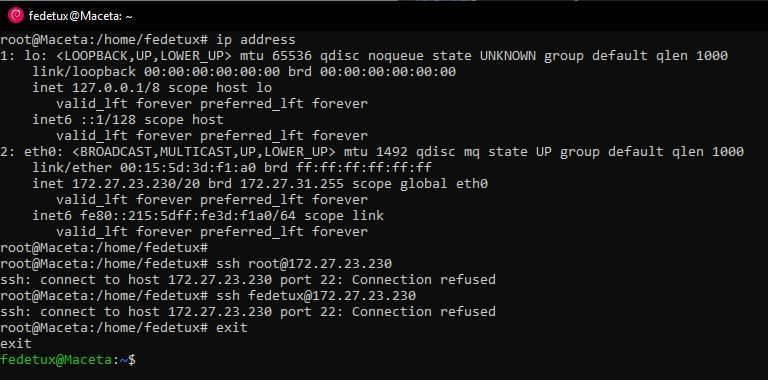 fedetux@Maceta: ~
root@Maceta:/home/fedetux# ip address
1: lo: <LOOPBACK,UP,LOWER_UP> mtu 65536 qdisc noqueue state UNKNOWN group default qlen 1000
    link/loopback 00:00:00:00:00:00 brd 00:00:00:00:00:00
    inet 127.0.0.1/8 scope host lo
       valid_lft forever preferred_lft forever
    inet6 ::1/128 scope host
       valid_lft forever preferred_lft forever
2: eth0: <BROADCAST,MULTICAST,UP,LOWER_UP> mtu 1492 qdisc mq state UP group default qlen 1000
    link/ether 00:15:5d:3d:f1:a0 brd ff:ff:ff:ff:ff:ff
    inet 172.27.23.230/20 brd 172.27.31.255 scope global eth0
       valid_lft forever preferred_lft forever
    inet6 fe80::215:5dff:fe3d:f1a0/64 scope link
       valid_lft forever preferred_lft forever
root@Maceta:/home/fedetux#
root@Maceta:/home/fedetux# ssh root@172.27.23.230
ssh: connect to host 172.27.23.230 port 22: Connection refused
root@Maceta:/home/fedetux# ssh fedetux@172.27.23.230
ssh: connect to host 172.27.23.230 port 22: Connection refused
root@Maceta:/home/fedetux# exit
exit
fedetux@Maceta:~$